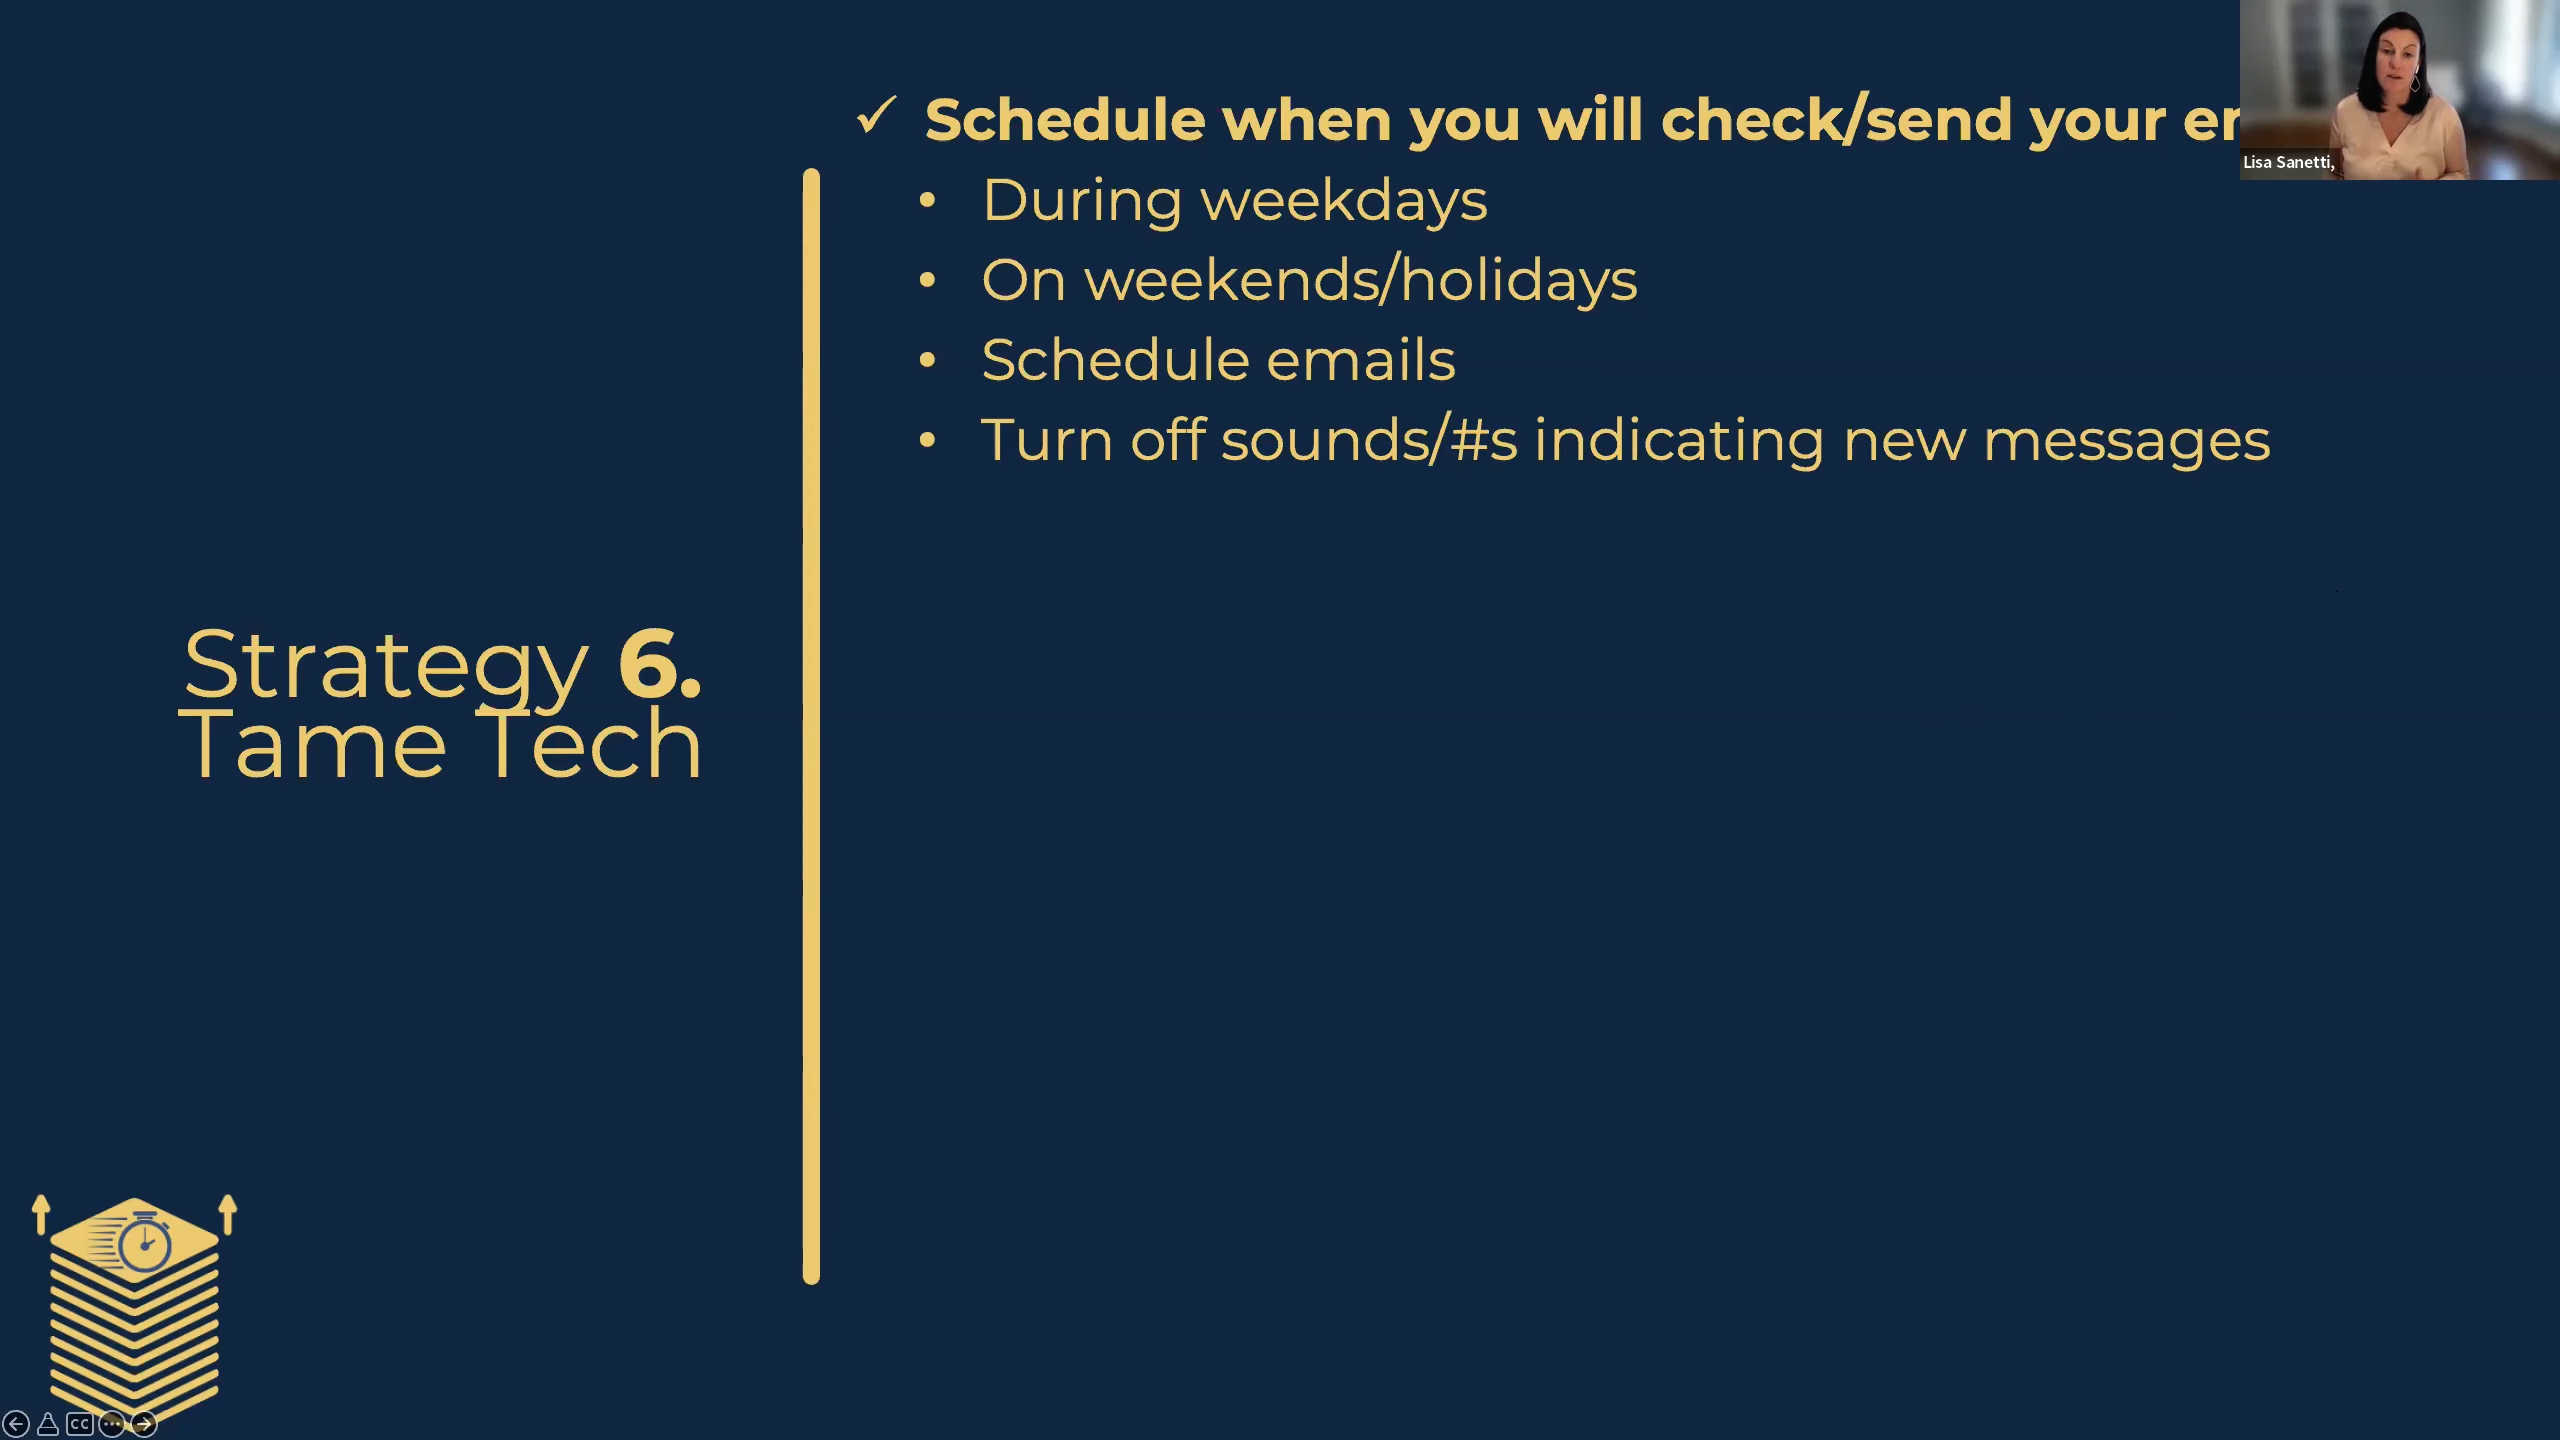 ✓ Schedule when you will check/send your
• During weekdays
• On weekends/holidays
• Schedule emails
• Turn off sounds/#s indicating new messages
Strategy 6.
Tame Tech
Lisa Sanetti,
CC